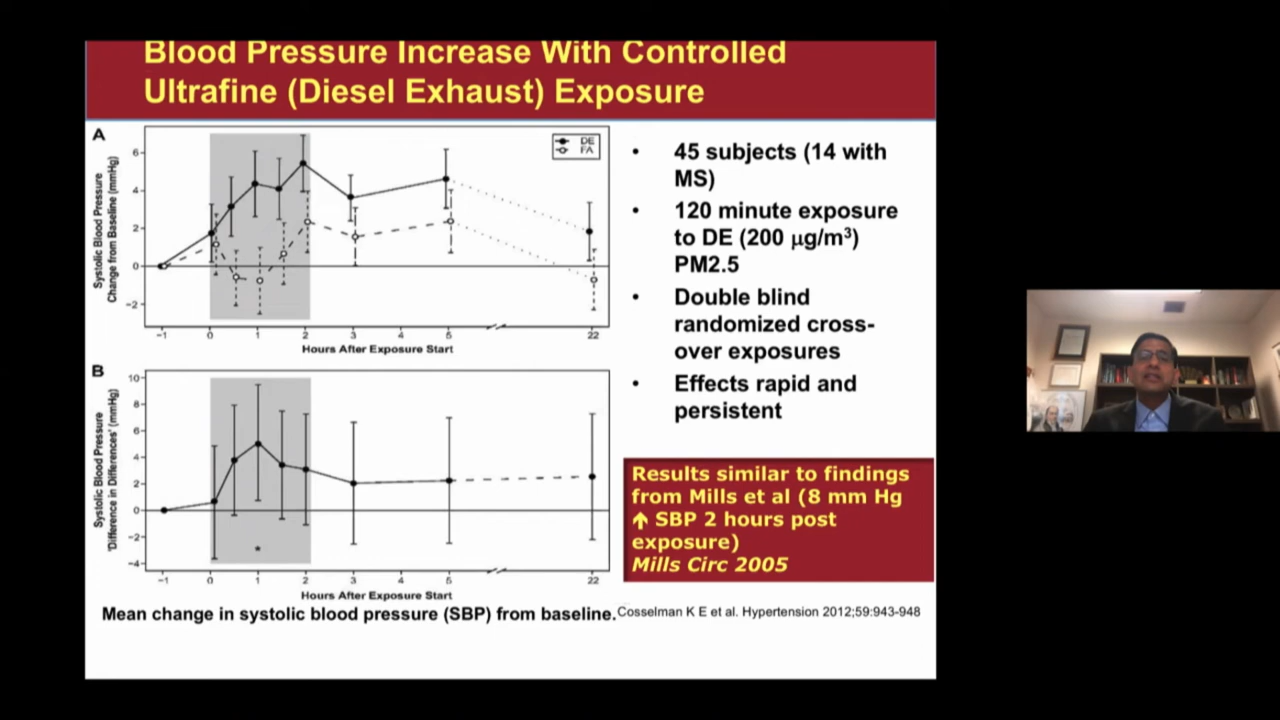 Blood Pressure Increase With Controlled
Ultrafine (Diesel Exhaust) Exposure
A
Systolic Blood Pressure
Change from Baseline (mmHg)
6
4
2
0
−2
DE
FA
−1 0 1 2 3 4 5 22
Hours After Exposure Start
B
Systolic Blood Pressure
'Difference in Differences' (mmHg)
10
8
6
4
2
0
−2
−4
*
−1 0 1 2 3 4 5 22
Hours After Exposure Start
Mean change in systolic blood pressure (SBP) from baseline.
• 45 subjects (14 with
MS)
• 120 minute exposure
to DE (200 μg/m³)
PM2.5
• Double blind
randomized cross-
over exposures
• Effects rapid and
persistent
Results similar to findings
from Mills et al (8 mm Hg
↑ SBP 2 hours post
exposure)
Mills Circ 2005
Cosselman K E et al. Hypertension 2012;59:943-948